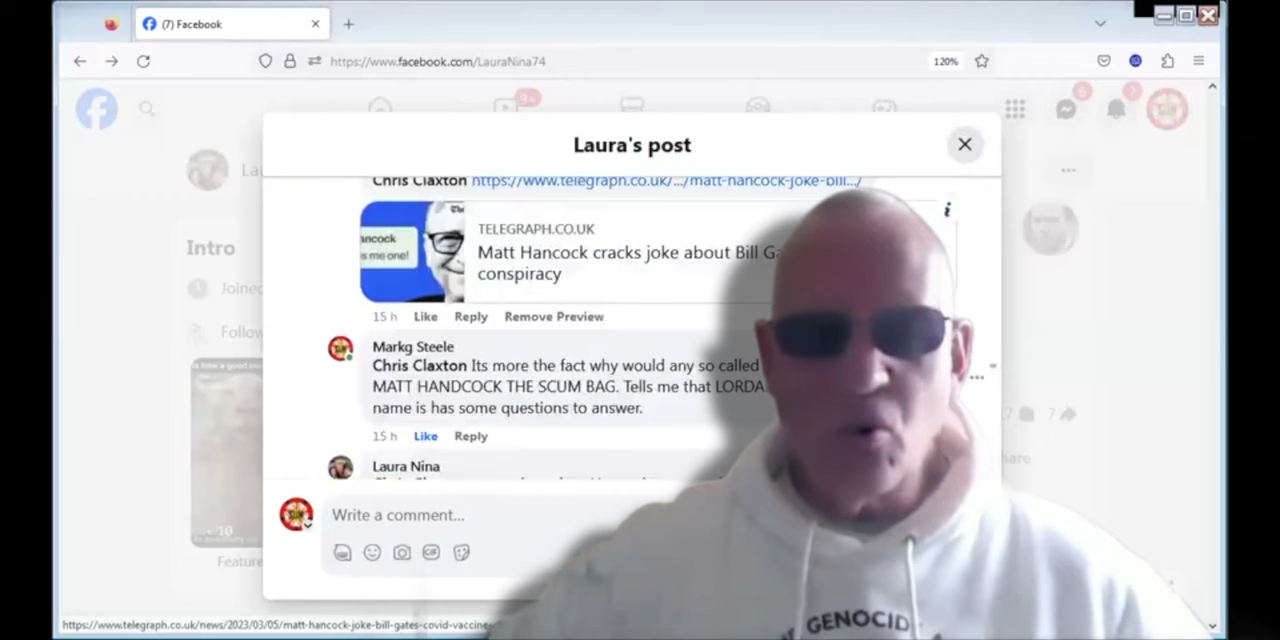 (7) Facebook
https://www.facebook.com/LauraNina74
120%
9+
6
7
Laura's post
Intro
Chris Claxton https://www.telegraph.co.uk/.../matt-hancock-joke-bill.../
TELEGRAPH.CO.UK
Matt Hancock cracks joke about Bill
conspiracy
15 h Like Reply Remove Preview
Markg Steele
Chris Claxton Its more the fact why would any so called
MATT HANDCOCK THE SCUM BAG. Tells me that LORDA
name is has some questions to answer.
15 h Like Reply
Laura Nina
Write a comment...
GIF
GENOCID
https://www.telegraph.co.uk/news/2023/03/05/matt-hancock-joke-bill-gates-covid-vaccine-